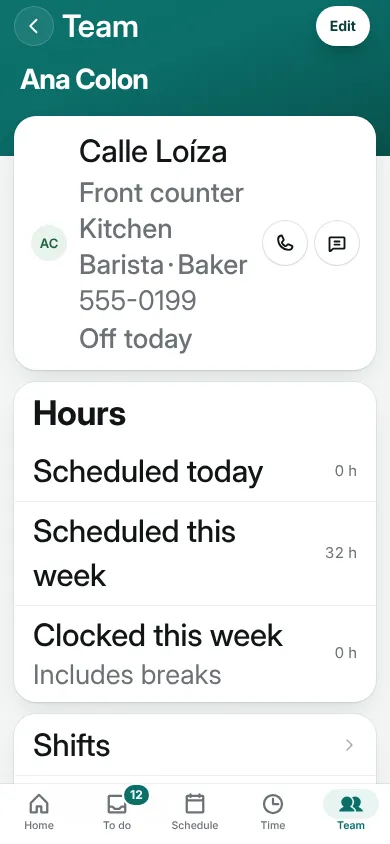 Team
Edit
Ana Colon
Calle Loíza
Front counter
Kitchen
AC
Barista · Baker
555-0199
Off today
Hours
Scheduled today
0 h
Scheduled this
week
32 h
Clocked this week
Includes breaks
0 h
Shifts
12
Home
To do
Schedule
Time
Team